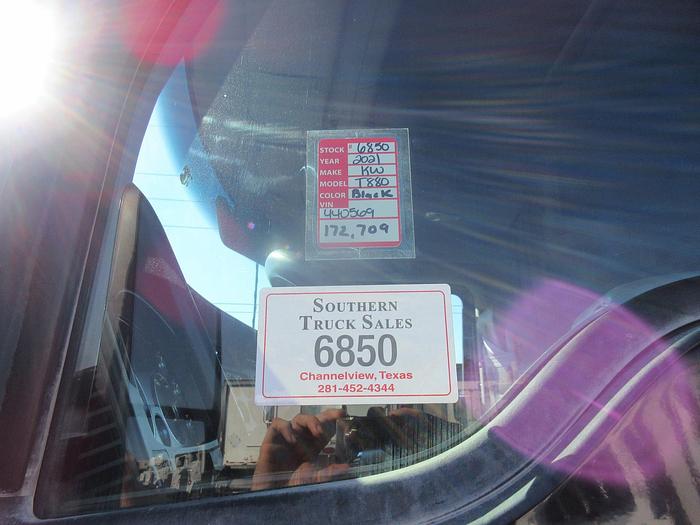 STOCK # 6850
YEAR 2021
MAKE KW
MODEL T880
COLOR Black
VIN
440569
172,709
SOUTHERN
TRUCK SALES
6850
Channelview, Texas
281-452-4344